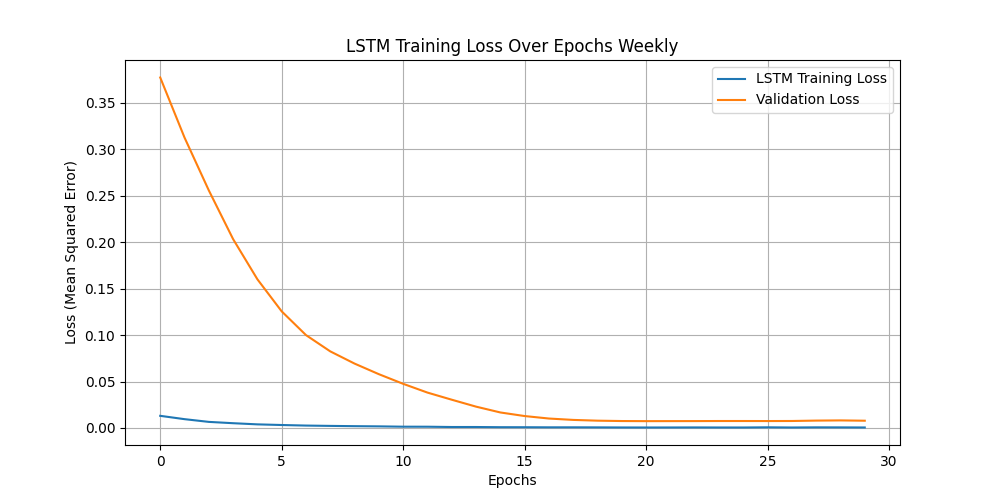 LSTM Training Loss Over Epochs Weekly
LSTM Training Loss
Validation Loss
Loss (Mean Squared Error)
0.35
0.30
0.25
0.20
0.15
0.10
0.05
0.00
0 5 10 15 20 25 30
Epochs